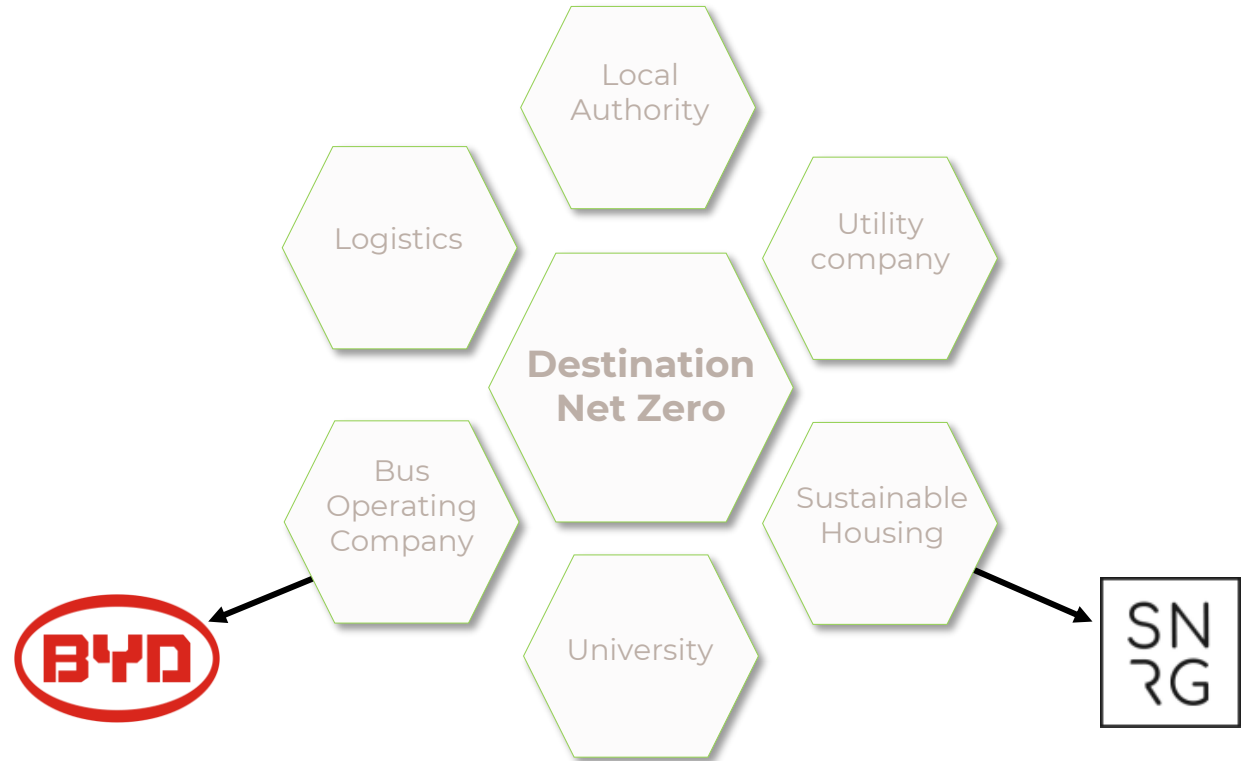 Local
Authority
Logistics
Utility
company
Destination
Net Zero
Bus
Operating
Company
Sustainable
Housing
University
BYD
SN
RG